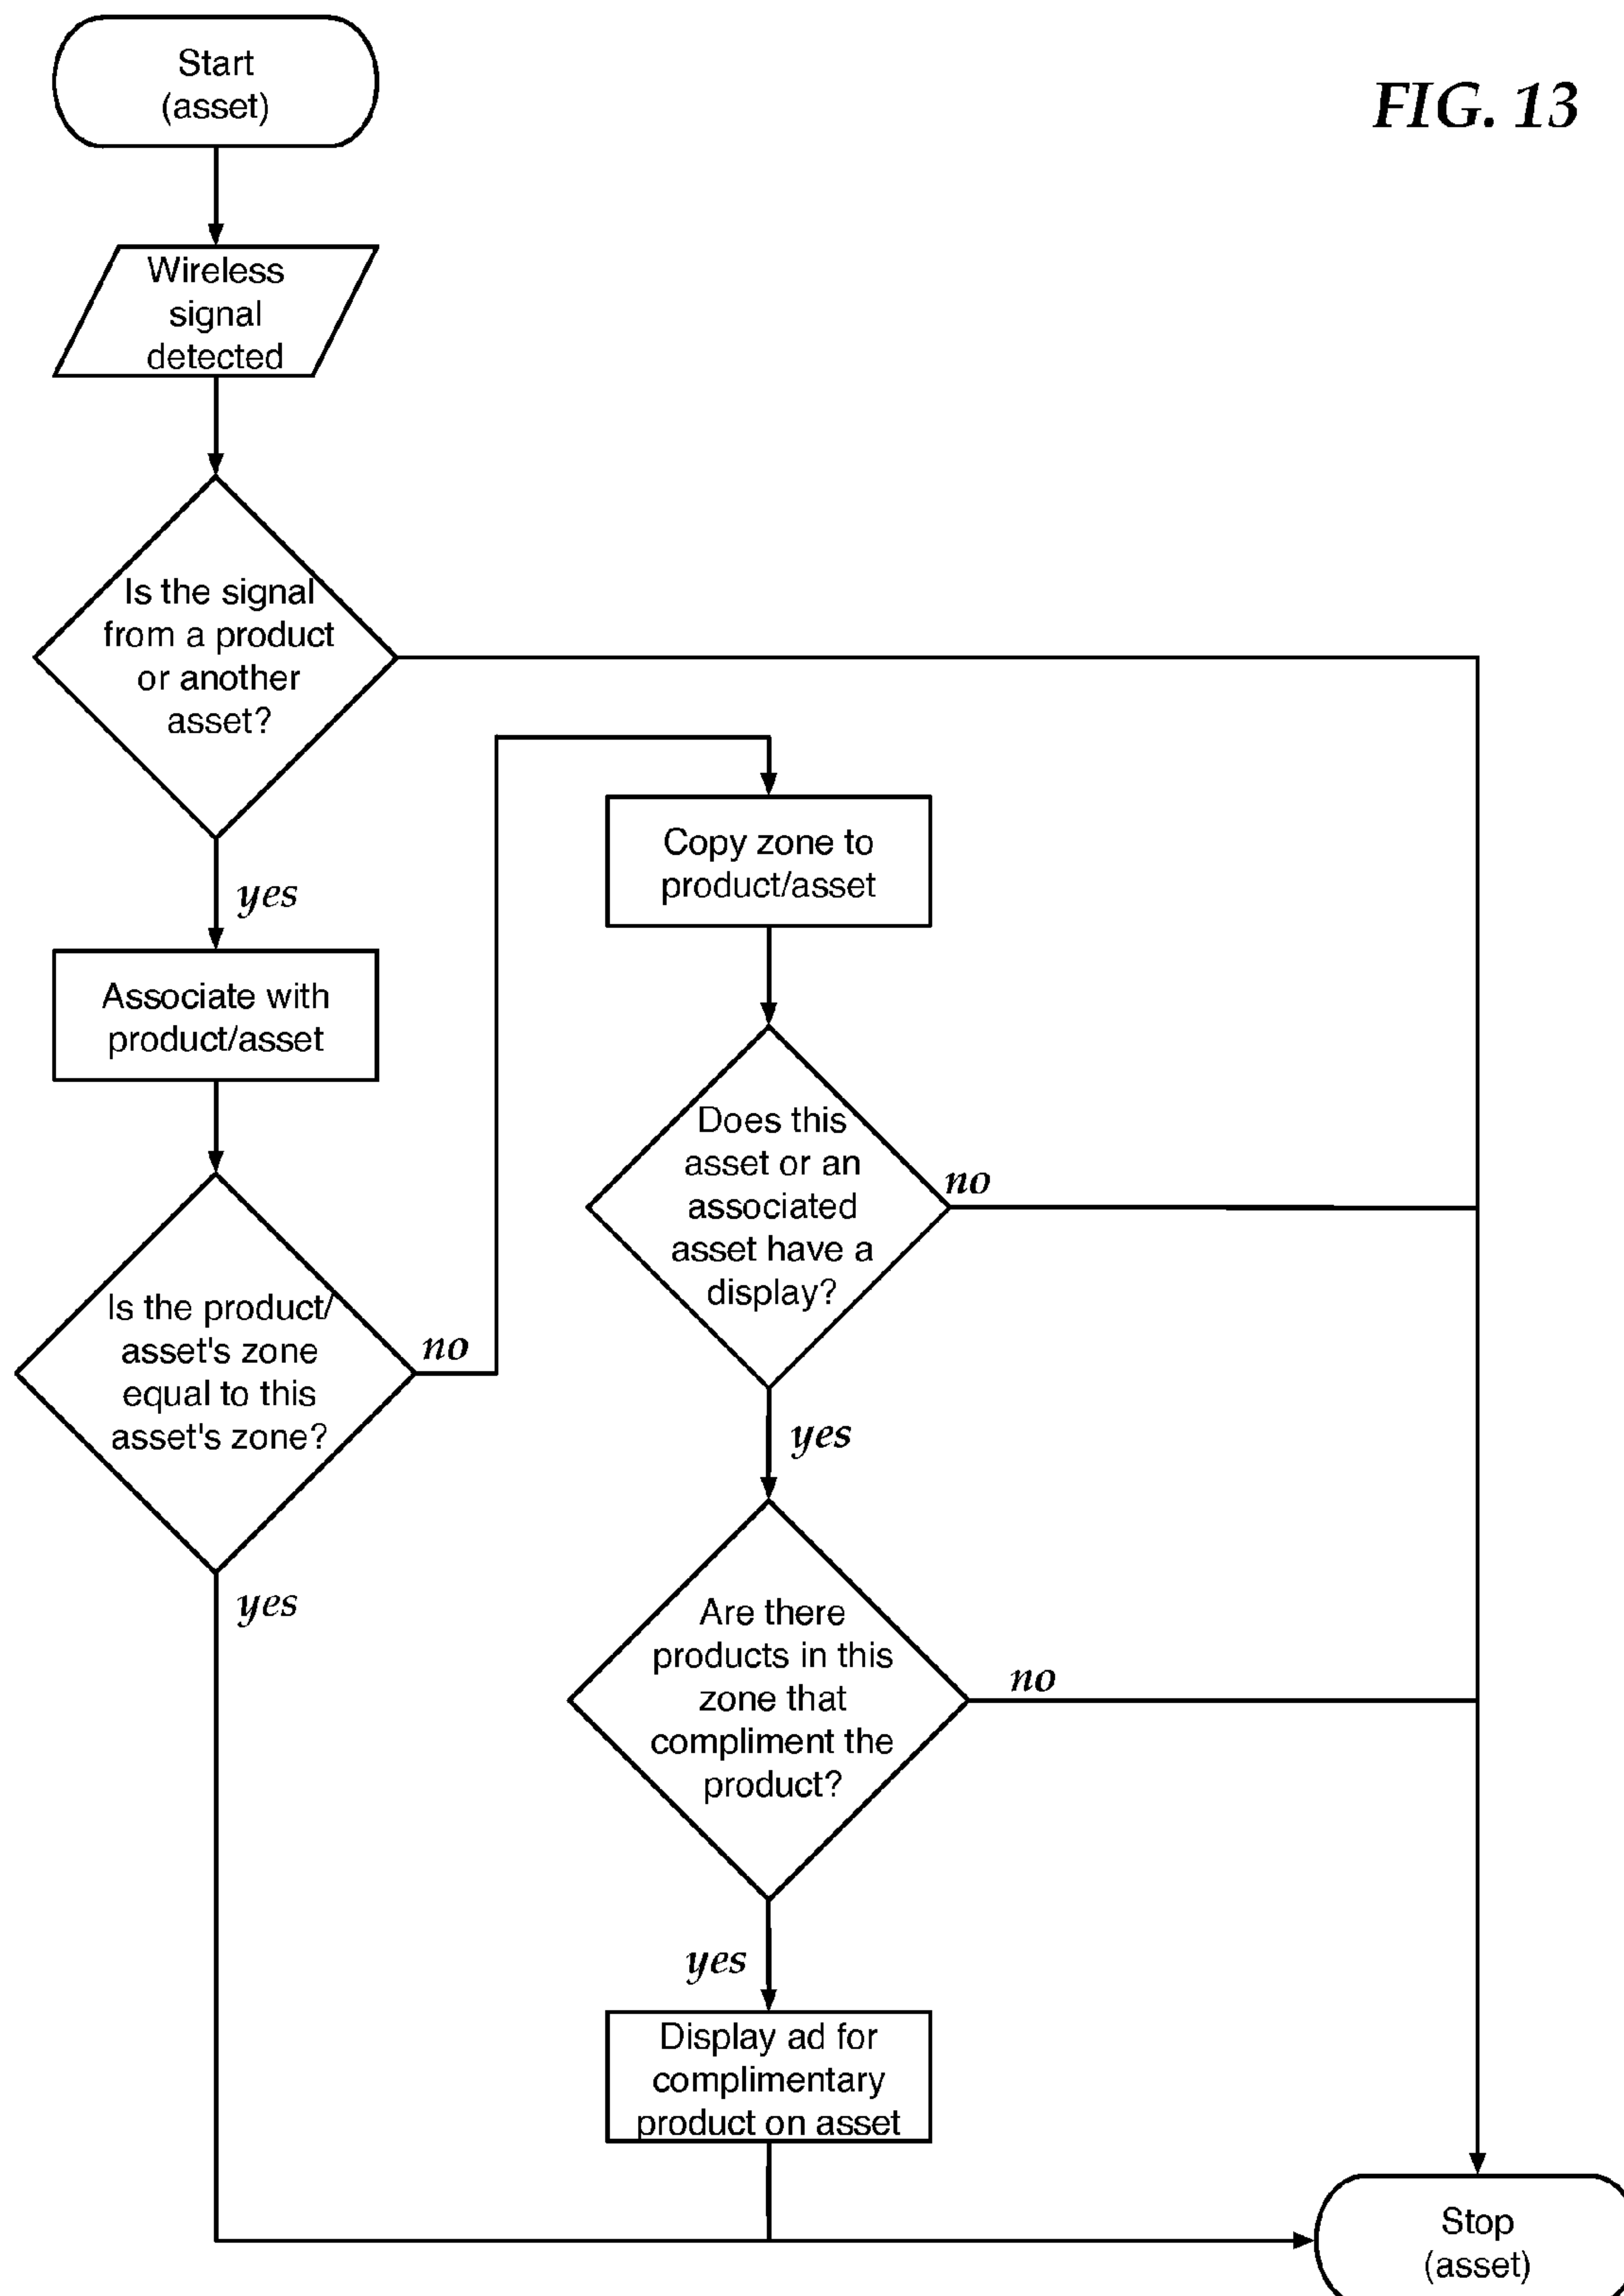 Start
(asset)
FIG. 13
Wireless
signal
detected
Is the signal
from a product
or another
asset?
yes
Associate with
product/asset
Is the product/
asset's zone
equal to this
asset's zone?
no
yes
Copy zone to
product/asset
Does this
asset or an
associated
asset have a
display?
no
yes
Are there
products in this
zone that
compliment the
product?
no
yes
Display ad for
complimentary
product on asset
Stop
(asset)